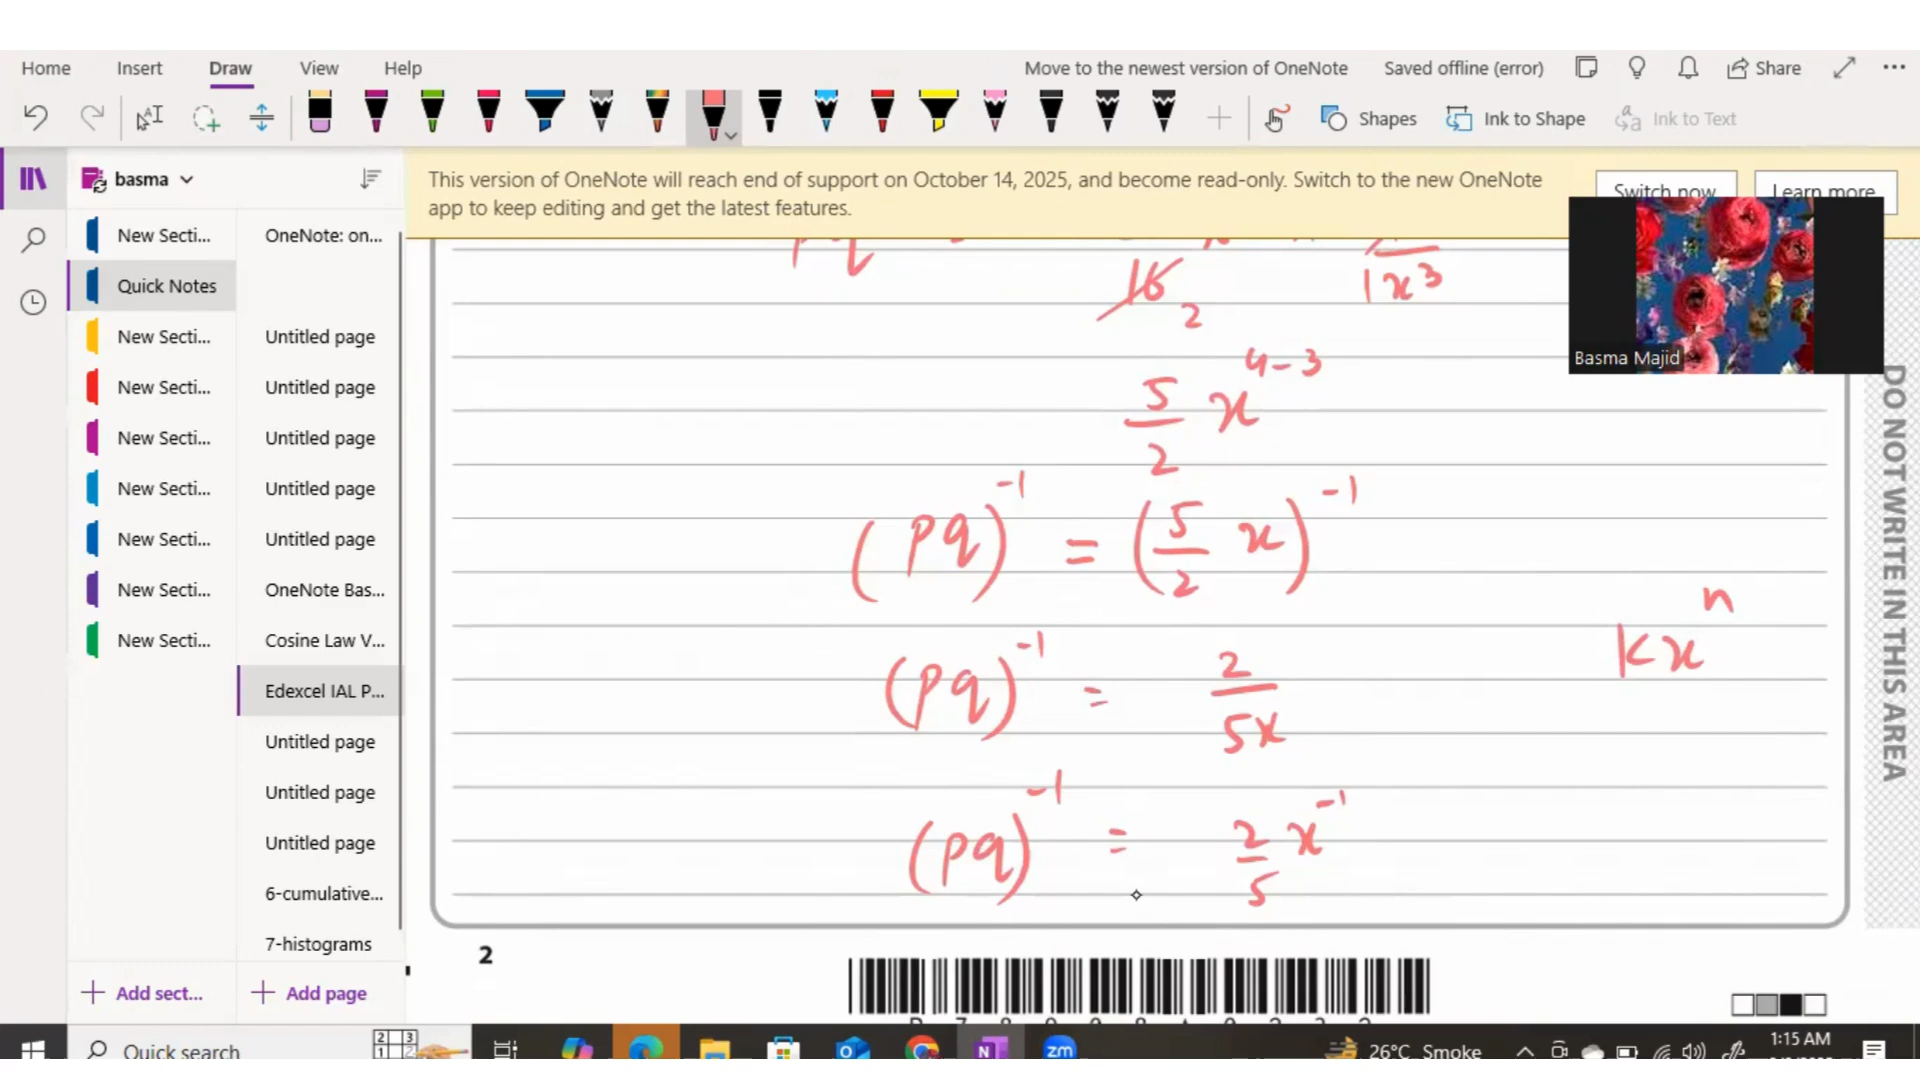 Home Insert Draw View Help Move to the newest version of OneNote Saved offline (error) Share
Shapes Ink to Shape Ink to Text
basma
This version of OneNote will reach end of support on October 14, 2025, and become read-only. Switch to the new OneNote
app to keep editing and get the latest features.
Switch now Learn more
New Secti...
Quick Notes
New Secti...
New Secti...
New Secti...
New Secti...
New Secti...
New Secti...
New Secti...
OneNote: on...
Untitled page
Untitled page
Untitled page
Untitled page
Untitled page
OneNote Bas...
Cosine Law V...
Edexcel IAL P...
Untitled page
Untitled page
Untitled page
6-cumulative...
7-histograms
Add sect... Add page
Basma Majid
pq
16 2 1x³
5/2 x⁴⁻³
(pq)⁻¹ = (5/2 x)⁻¹
kxⁿ
(pq)⁻¹ = 2/5x
(pq)⁻¹ = 2/5 x⁻¹
DO NOT WRITE IN THIS AREA
2
Quick search
zm
26°C Smoke
1:15 AM